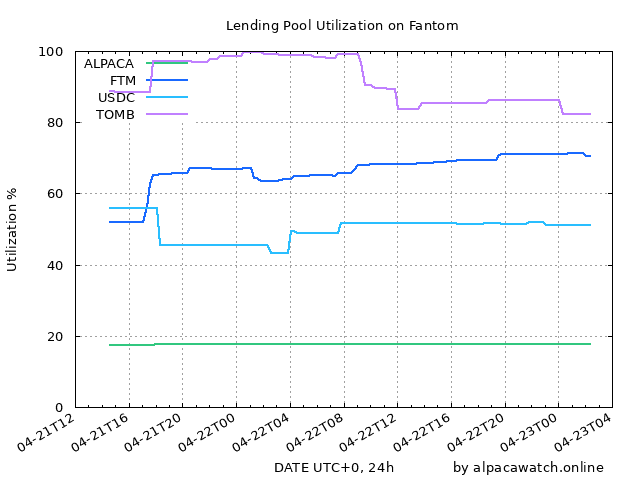 Lending Pool Utilization on Fantom
100
80
60
40
20
0
Utilization %
ALPACA
FTM
USDC
TOMB
04-21T12
04-21T16
04-21T20
04-22T00
04-22T04
04-22T08
04-22T12
04-22T16
04-22T20
04-23T00
04-23T04
DATE UTC+0, 24h
by alpacawatch.online